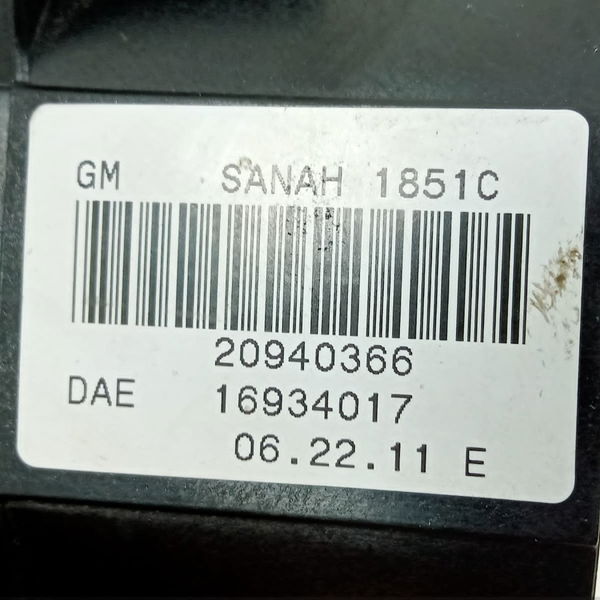 GM SANAH 1851C
20940366
DAE 16934017
06.22.11 E